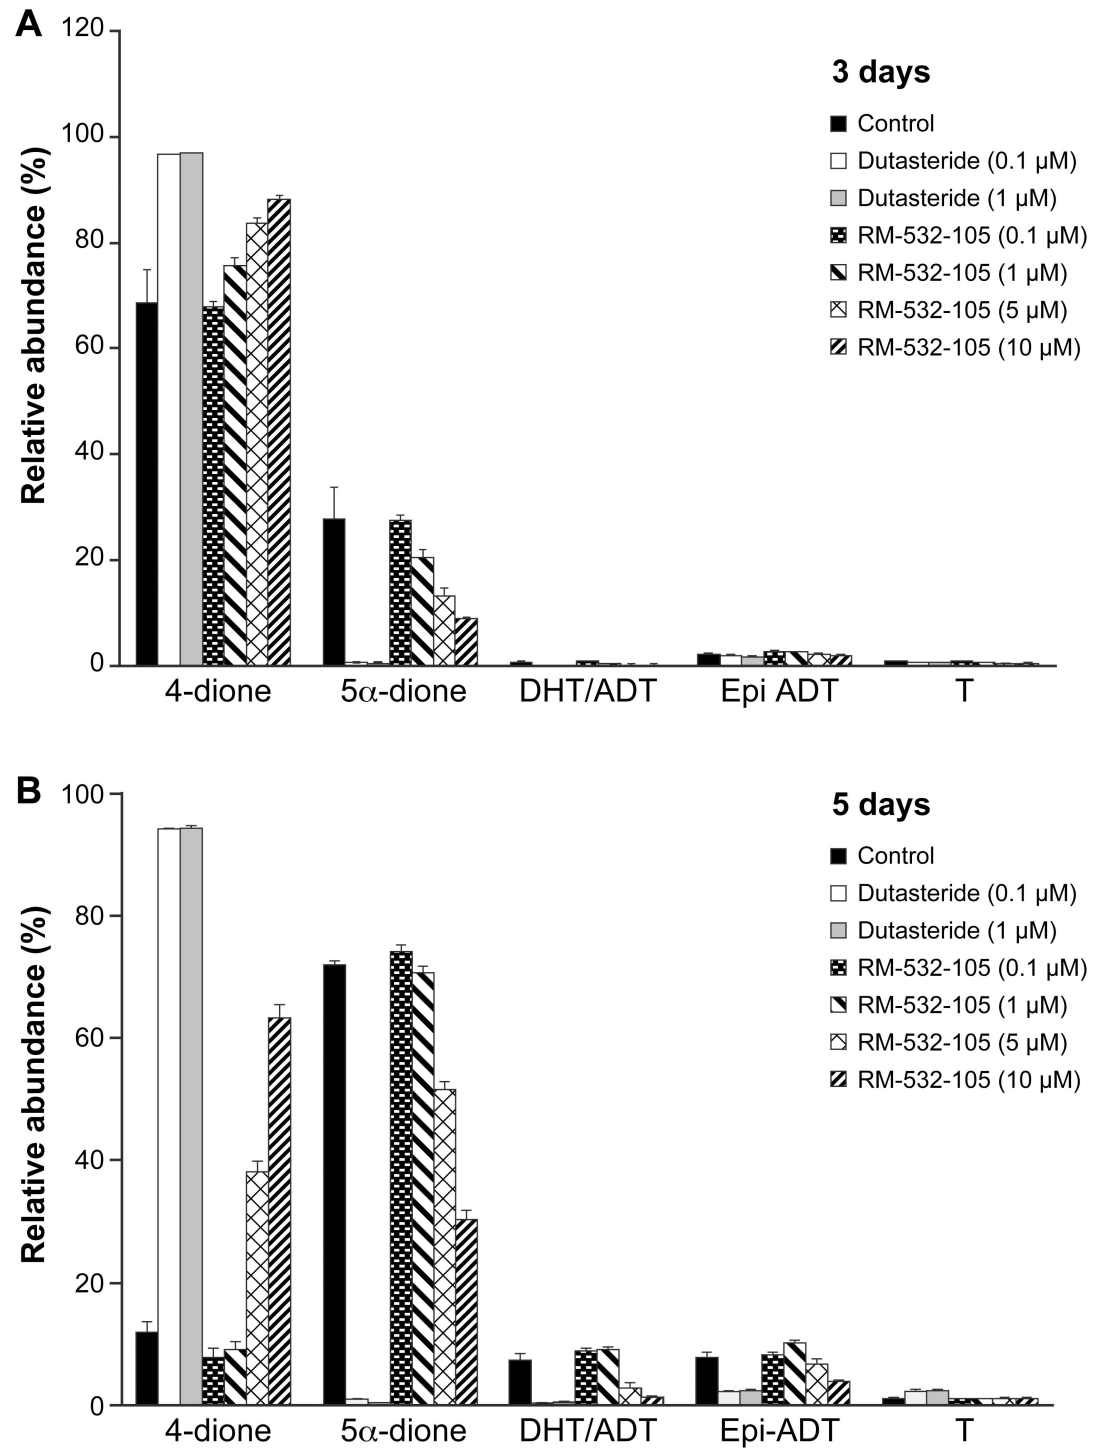 A
120
100
80
60
40
20
0
Relative abundance (%)
3 days
Control
Dutasteride (0.1 µM)
Dutasteride (1 µM)
RM-532-105 (0.1 µM)
RM-532-105 (1 µM)
RM-532-105 (5 µM)
RM-532-105 (10 µM)
4-dione
5α-dione
DHT/ADT
Epi ADT
T
B
100
80
60
40
20
0
Relative abundance (%)
5 days
Control
Dutasteride (0.1 µM)
Dutasteride (1 µM)
RM-532-105 (0.1 µM)
RM-532-105 (1 µM)
RM-532-105 (5 µM)
RM-532-105 (10 µM)
4-dione
5α-dione
DHT/ADT
Epi-ADT
T